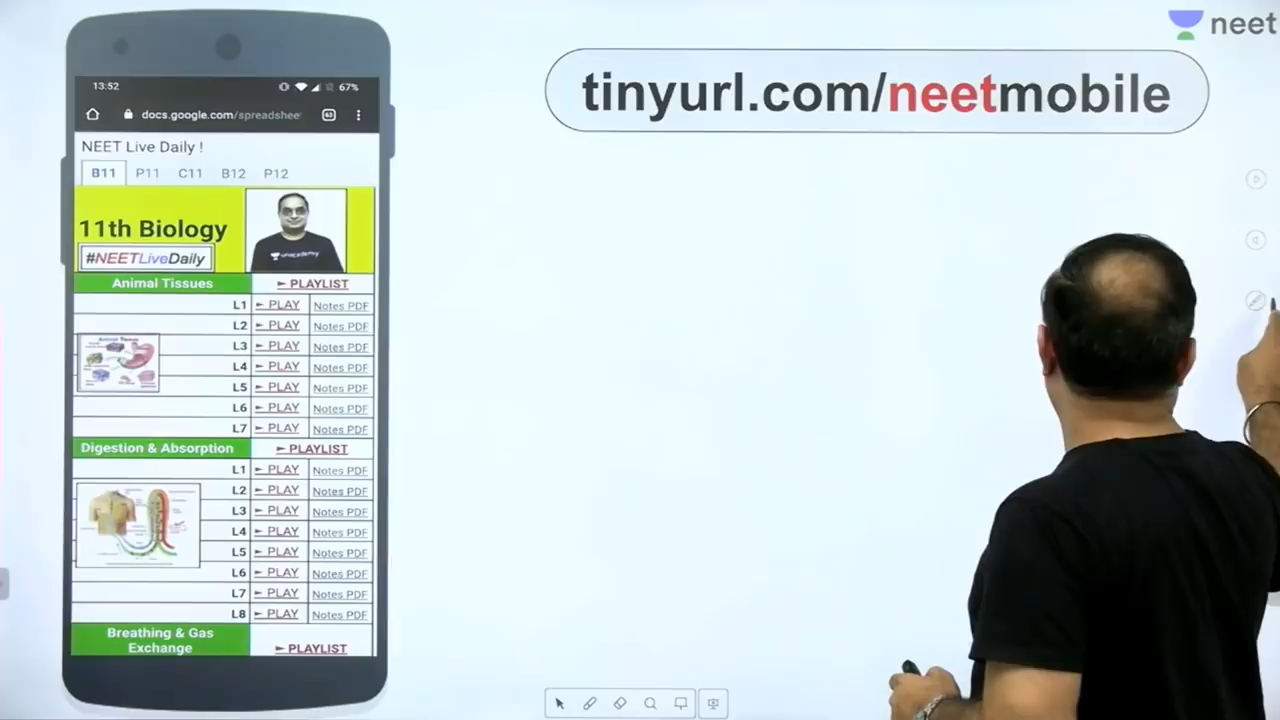 neet
tinyurl.com/neetmobile
13:52
67%
docs.google.com/spreadshee
63
NEET Live Daily !
B11 P11 C11 B12 P12
11th Biology
#NEETLiveDaily
unacademy
Animal Tissues ► PLAYLIST
L1 ► PLAY Notes PDF
L2 ► PLAY Notes PDF
L3 ► PLAY Notes PDF
L4 ► PLAY Notes PDF
L5 ► PLAY Notes PDF
L6 ► PLAY Notes PDF
L7 ► PLAY Notes PDF
Animal Tissue
Digestion & Absorption ► PLAYLIST
L1 ► PLAY Notes PDF
L2 ► PLAY Notes PDF
L3 ► PLAY Notes PDF
L4 ► PLAY Notes PDF
L5 ► PLAY Notes PDF
L6 ► PLAY Notes PDF
L7 ► PLAY Notes PDF
L8 ► PLAY Notes PDF
Breathing & Gas
Exchange ► PLAYLIST